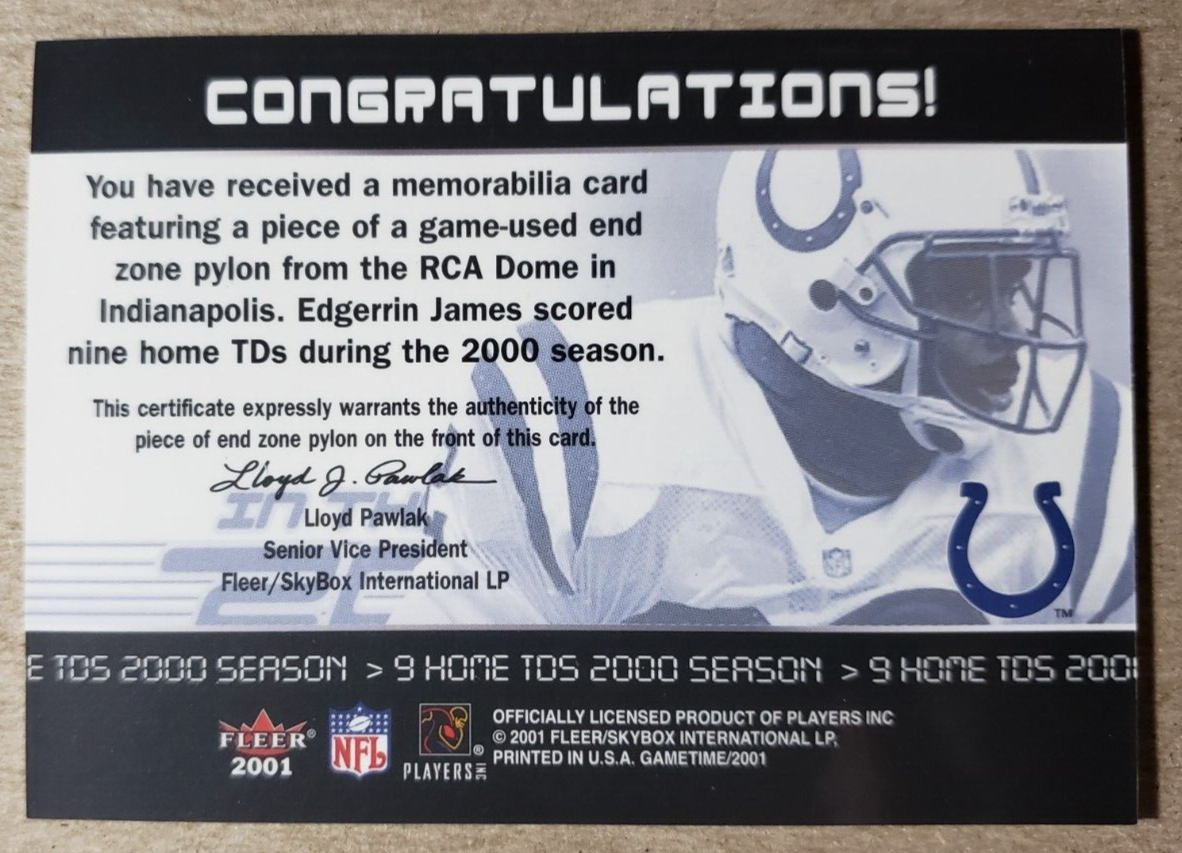 CONGRATULATIONS!
You have received a memorabilia card
featuring a piece of a game-used end
zone pylon from the RCA Dome in
Indianapolis. Edgerrin James scored
nine home TDs during the 2000 season.
This certificate expressly warrants the authenticity of the
piece of end zone pylon on the front of this card.
Lloyd J. Pawlak
Lloyd Pawlak
Senior Vice President
Fleer/SkyBox International LP
TM
E TDS 2000 SEASON > 9 HOME TDS 2000 SEASON > 9 HOME TDS 200
FLEER®
2001
NFL
PLAYERS INC ®
OFFICIALLY LICENSED PRODUCT OF PLAYERS INC
© 2001 FLEER/SKYBOX INTERNATIONAL LP.
PRINTED IN U.S.A. GAMETIME/2001